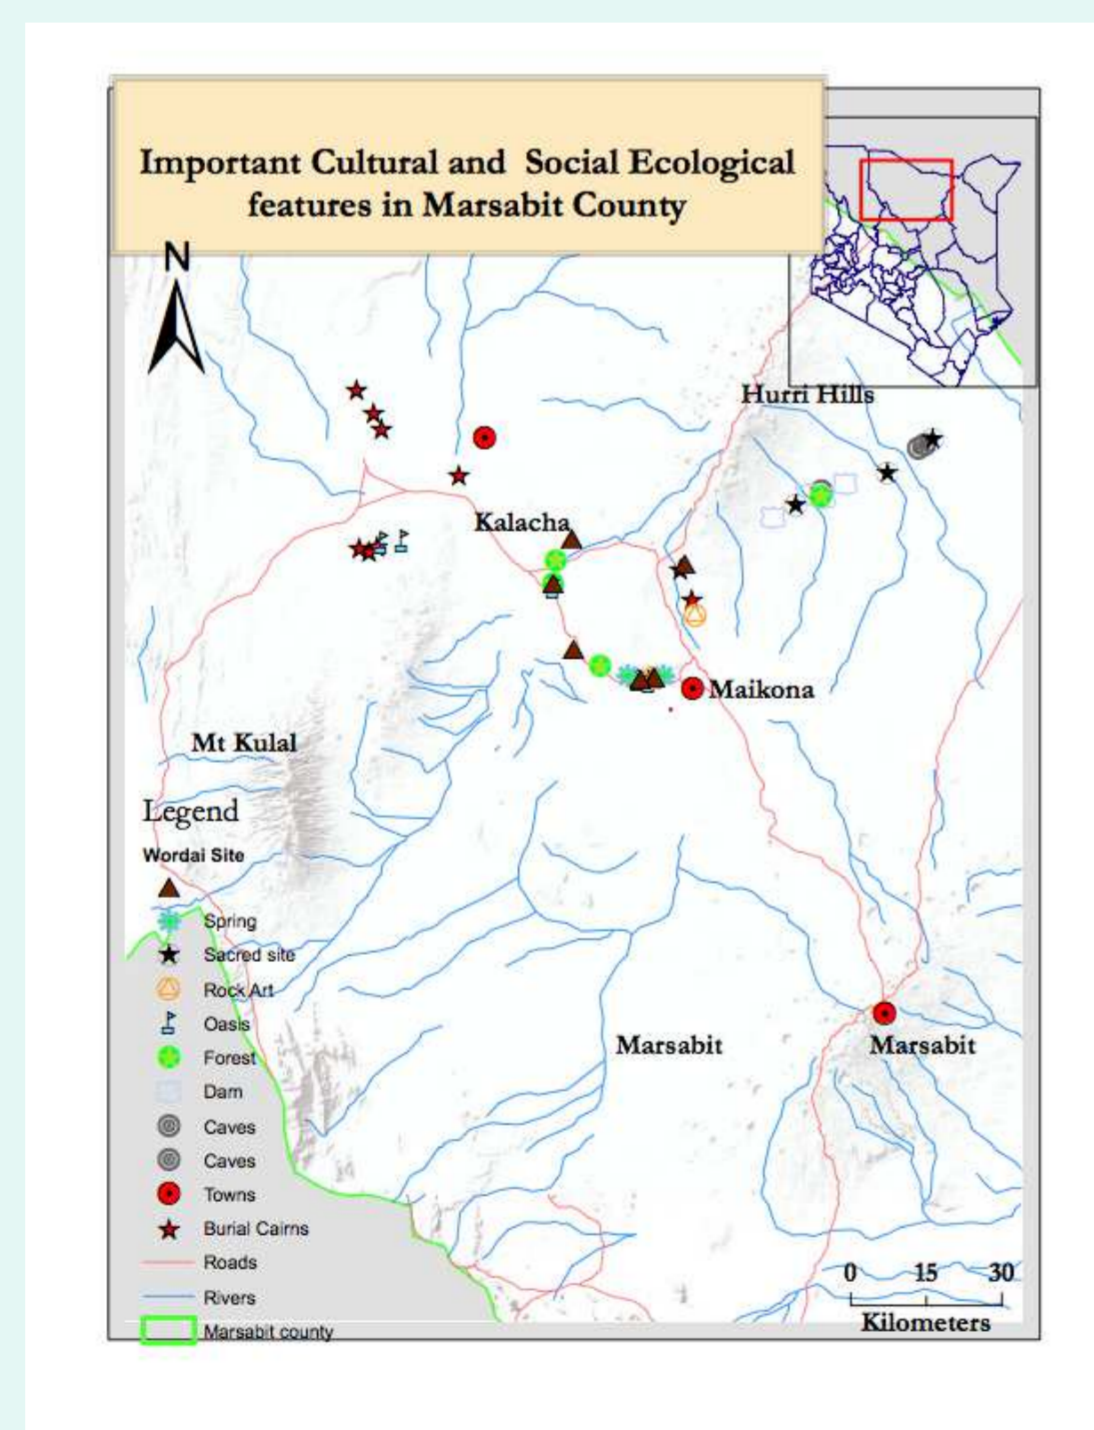 Important Cultural and Social Ecological
features in Marsabit County
N
Hurri Hills
Kalacha
Maikona
Mt Kulal
Legend
Wordai Site
Spring
Sacred site
Rock Art
Oasis
Forest
Dam
Caves
Caves
Towns
Burial Cairns
Roads
Rivers
Marsabit county
Marsabit
Marsabit
0 15 30
Kilometers